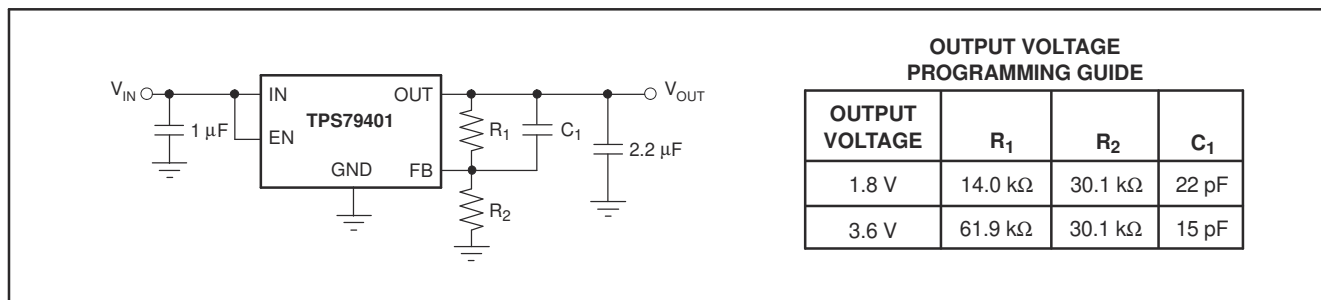 OUTPUT VOLTAGE
PROGRAMMING GUIDE
V_IN IN OUT V_OUT
TPS79401
1 μF EN R₁ C₁
2.2 μF
GND FB
R₂
OUTPUT VOLTAGE R₁ R₂ C₁
1.8 V 14.0 kΩ 30.1 kΩ 22 pF
3.6 V 61.9 kΩ 30.1 kΩ 15 pF